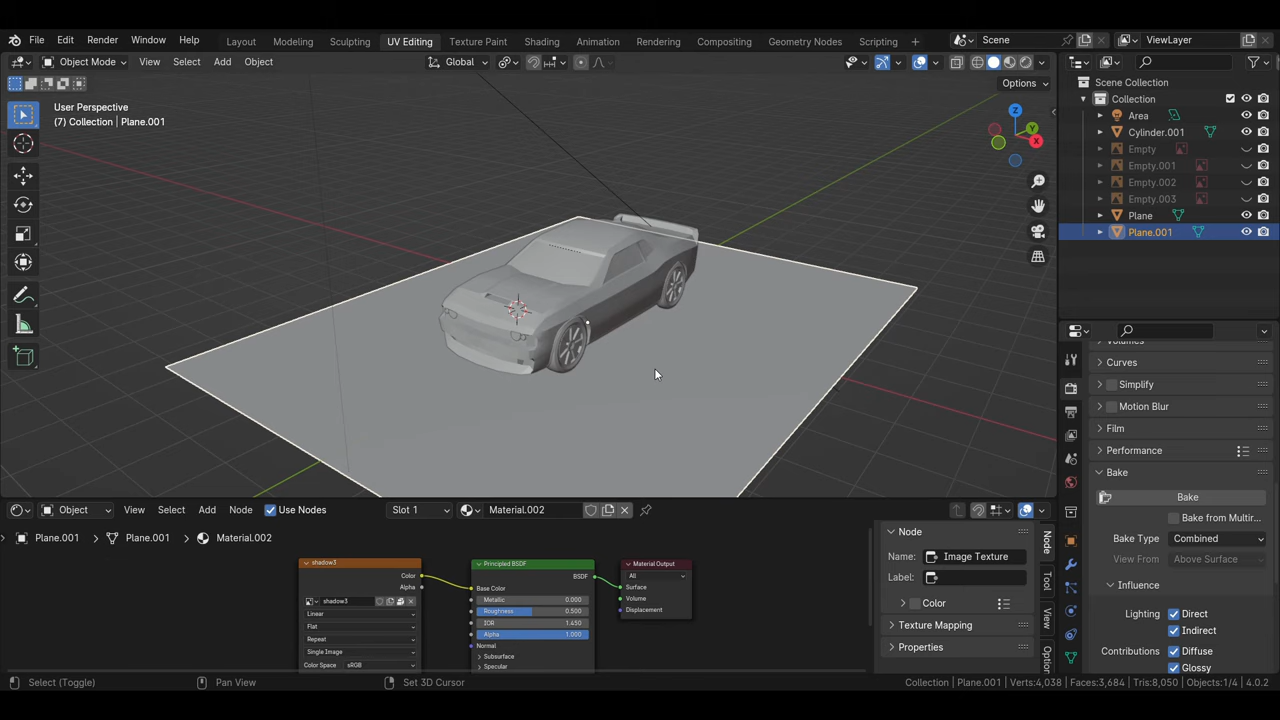 File Edit Render Window Help Layout Modeling Sculpting UV Editing Texture Paint Shading Animation Rendering Compositing Geometry Nodes Scripting + Scene ViewLayer
Object Mode View Select Add Object Global
Options
User Perspective
(7) Collection | Plane.001
Z
Y
X
Scene Collection
Collection
Area
Cylinder.001
Empty
Empty.001
Empty.002
Empty.003
Plane
Plane.001
Volumes
Curves
Simplify
Motion Blur
Film
Performance
Bake
Bake
Bake from Multir...
Bake Type Combined
View From Above Surface
Influence
Lighting Direct
Indirect
Contributions Diffuse
Glossy
Object View Select Add Node Use Nodes Slot 1 Material.002
Plane.001 > Plane.001 > Material.002
shadow3
Color
Alpha
shadow3
Linear
Flat
Repeat
Single Image
Color Space sRGB
Principled BSDF
BSDF
Base Color
Metallic 0.000
Roughness 0.500
IOR 1.450
Alpha 1.000
Normal
Subsurface
Specular
Material Output
All
Surface
Volume
Displacement
Node
Name: Image Texture
Label:
Color
Texture Mapping
Properties
Node
Tool
View
Option
Select (Toggle) Pan View Set 3D Cursor Collection | Plane.001 | Verts:4,038 | Faces:3,684 | Tris:8,050 | Objects:1/4 | 4.0.2